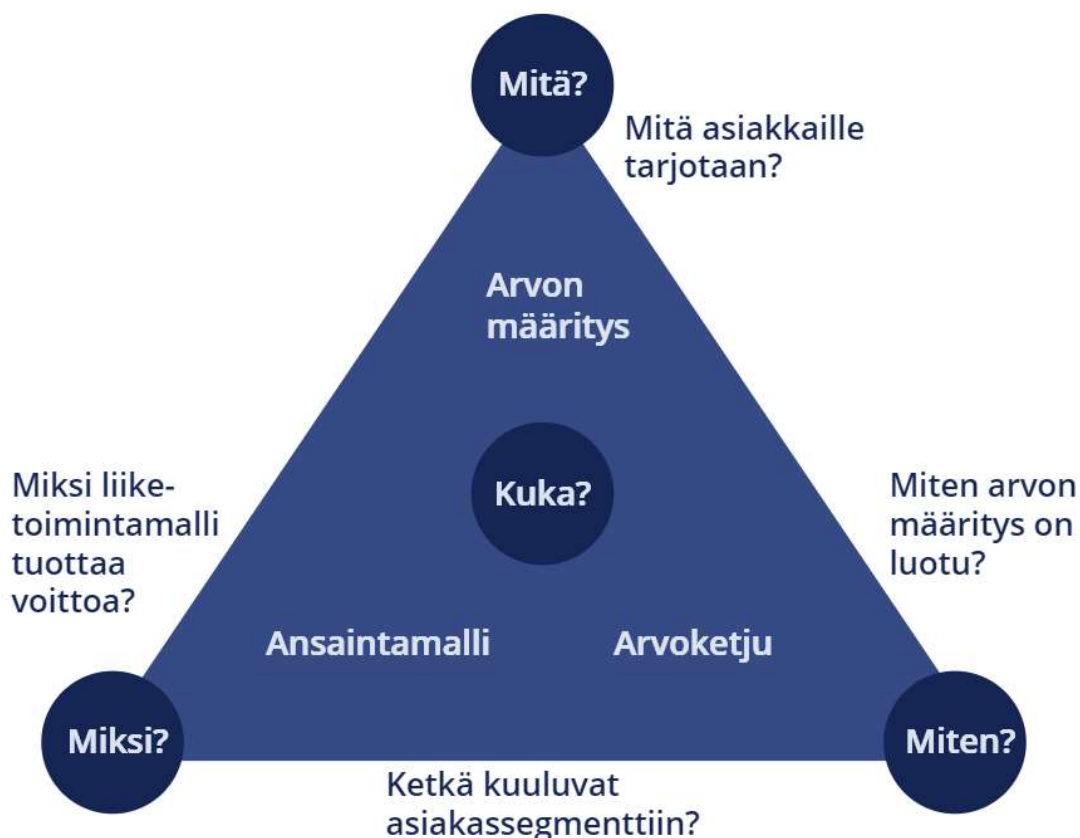 Mitä?
Mitä asiakkaille
tarjotaan?
Arvon
määritys
Kuka?
Miksi liike-
toimintamalli
tuottaa
voittoa?
Miten arvon
määritys on
luotu?
Ansaintamalli
Arvoketju
Miksi?
Miten?
Ketkä kuuluvat
asiakassegmenttiin?